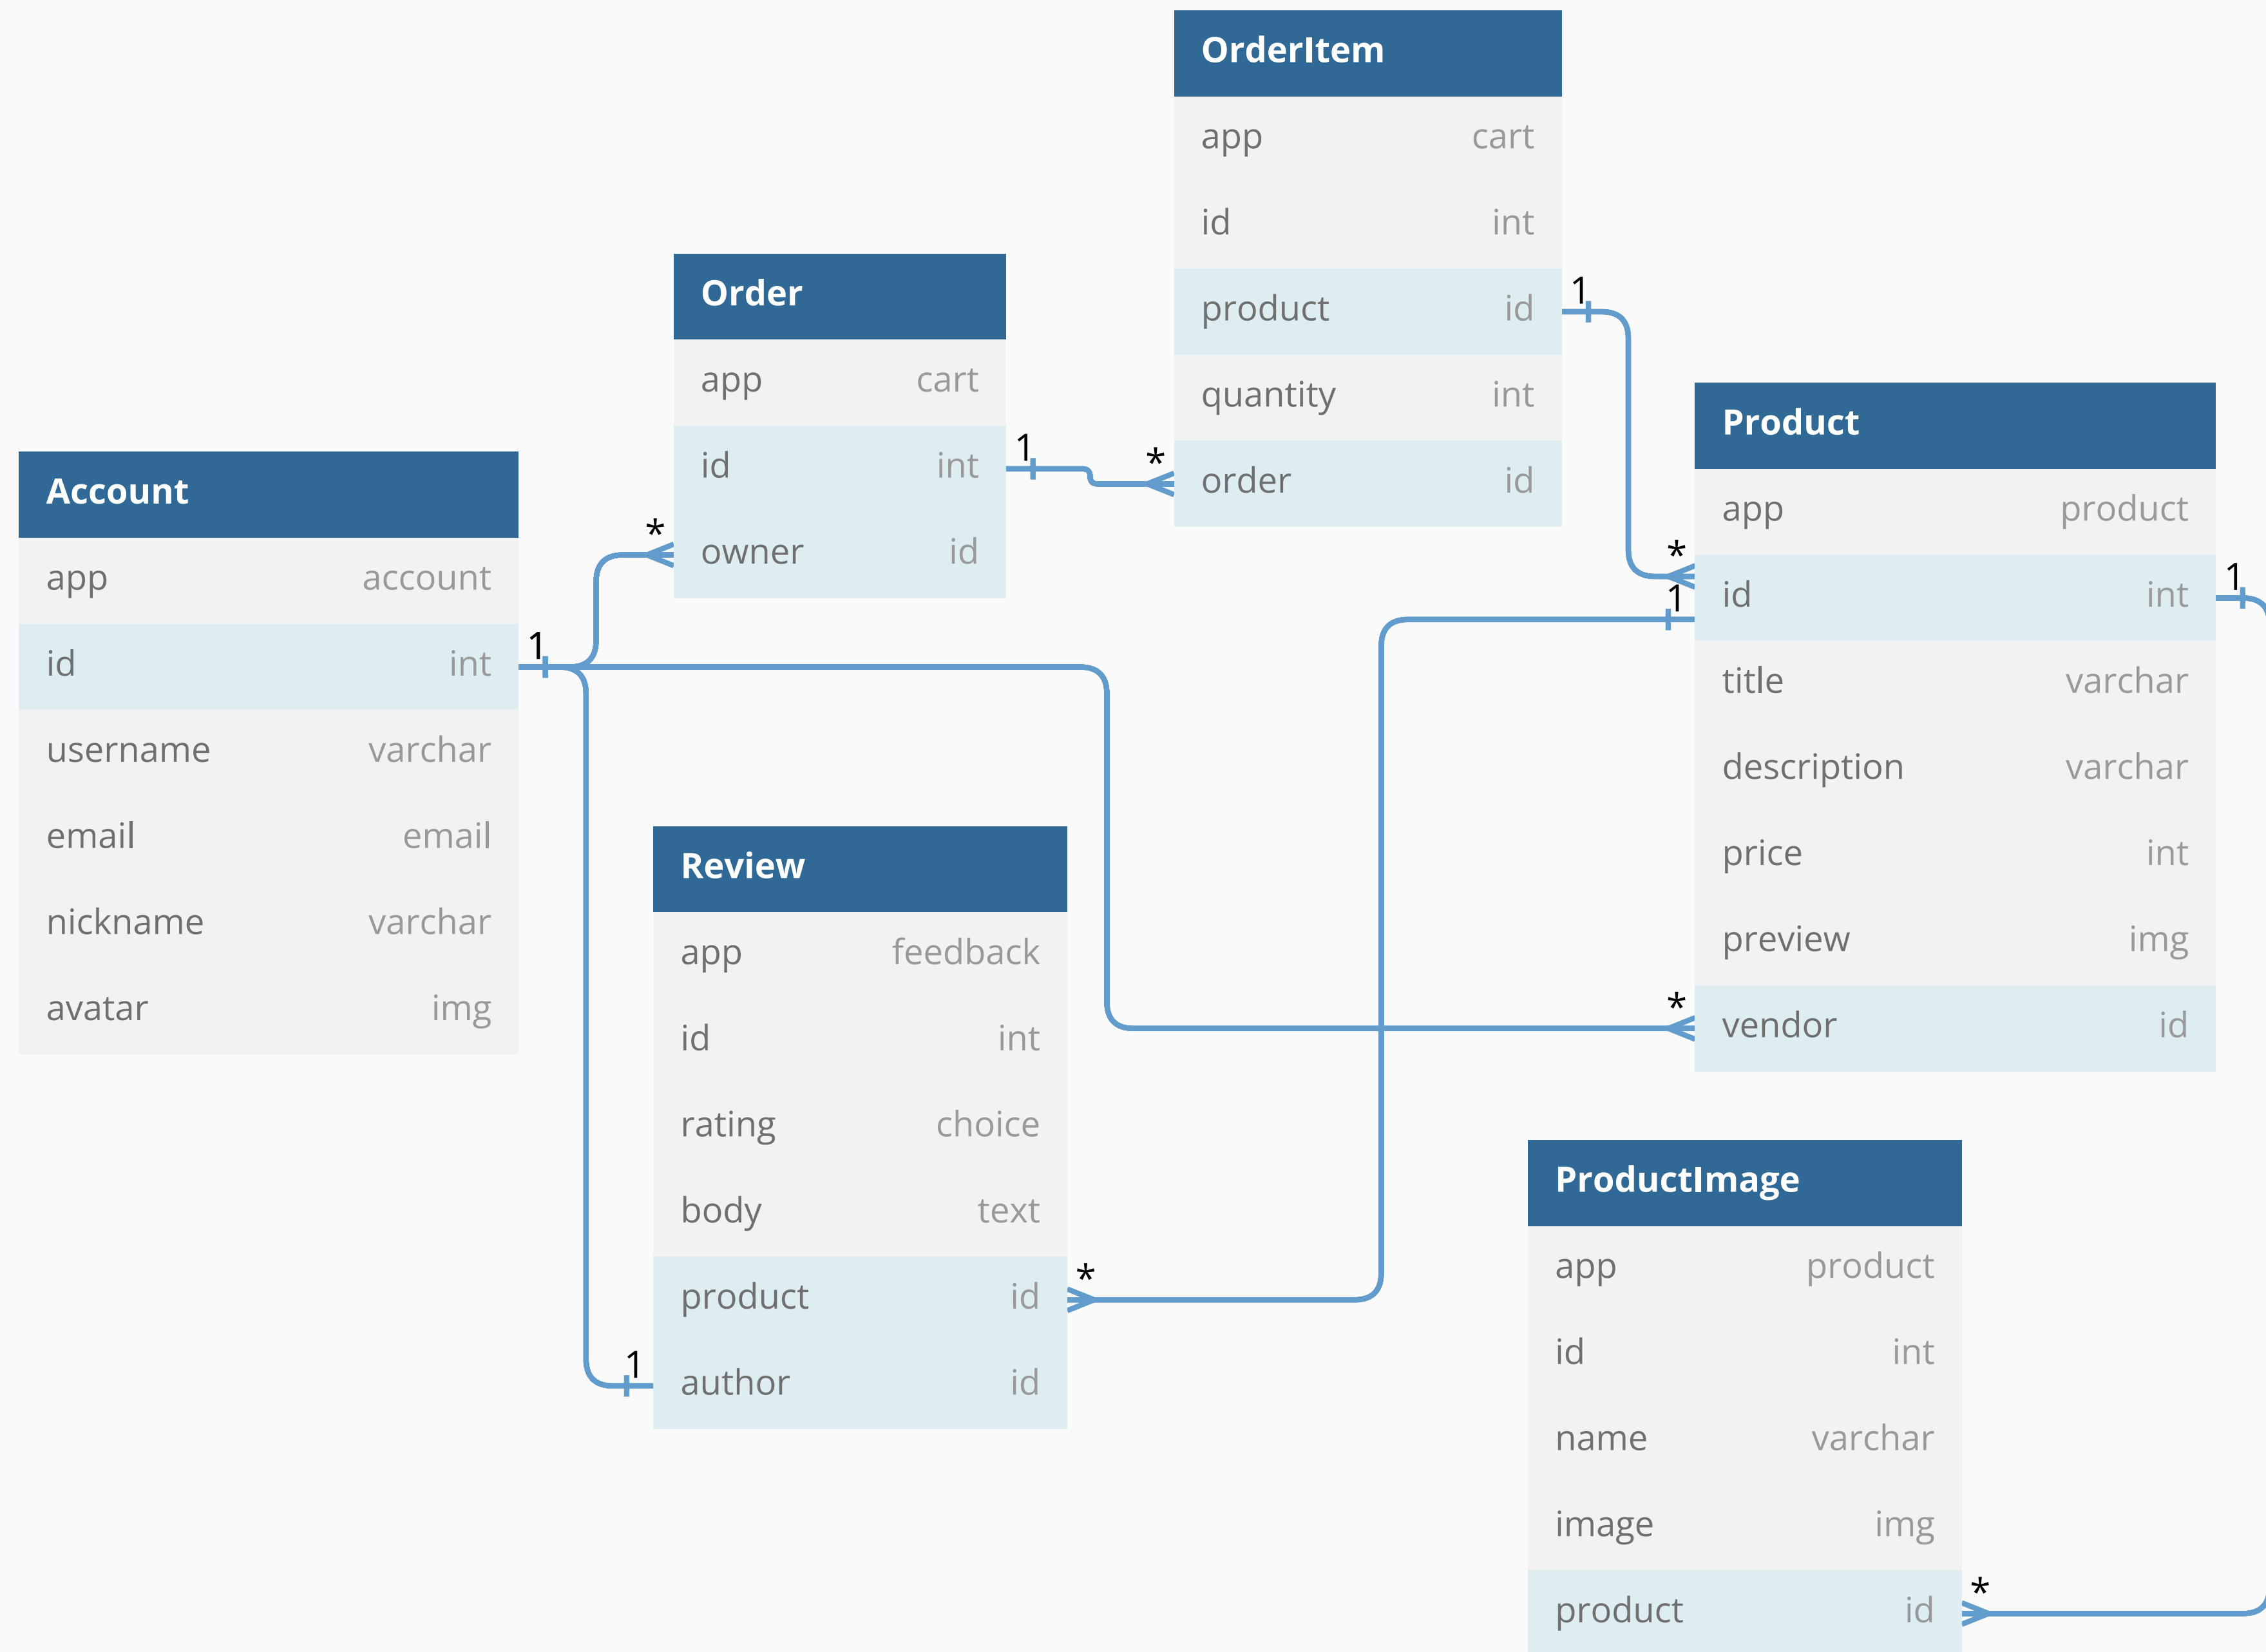 OrderItem
app cart
id int
product id
quantity int
order id
1
*
Order
app cart
id int
owner id
1
*
*
Product
app product
id int
title varchar
description varchar
price int
preview img
vendor id
1
1
*
Account
app account
id int
username varchar
email email
nickname varchar
avatar img
1
Review
app feedback
id int
rating choice
body text
product id
author id
*
1
ProductImage
app product
id int
name varchar
image img
product id
*